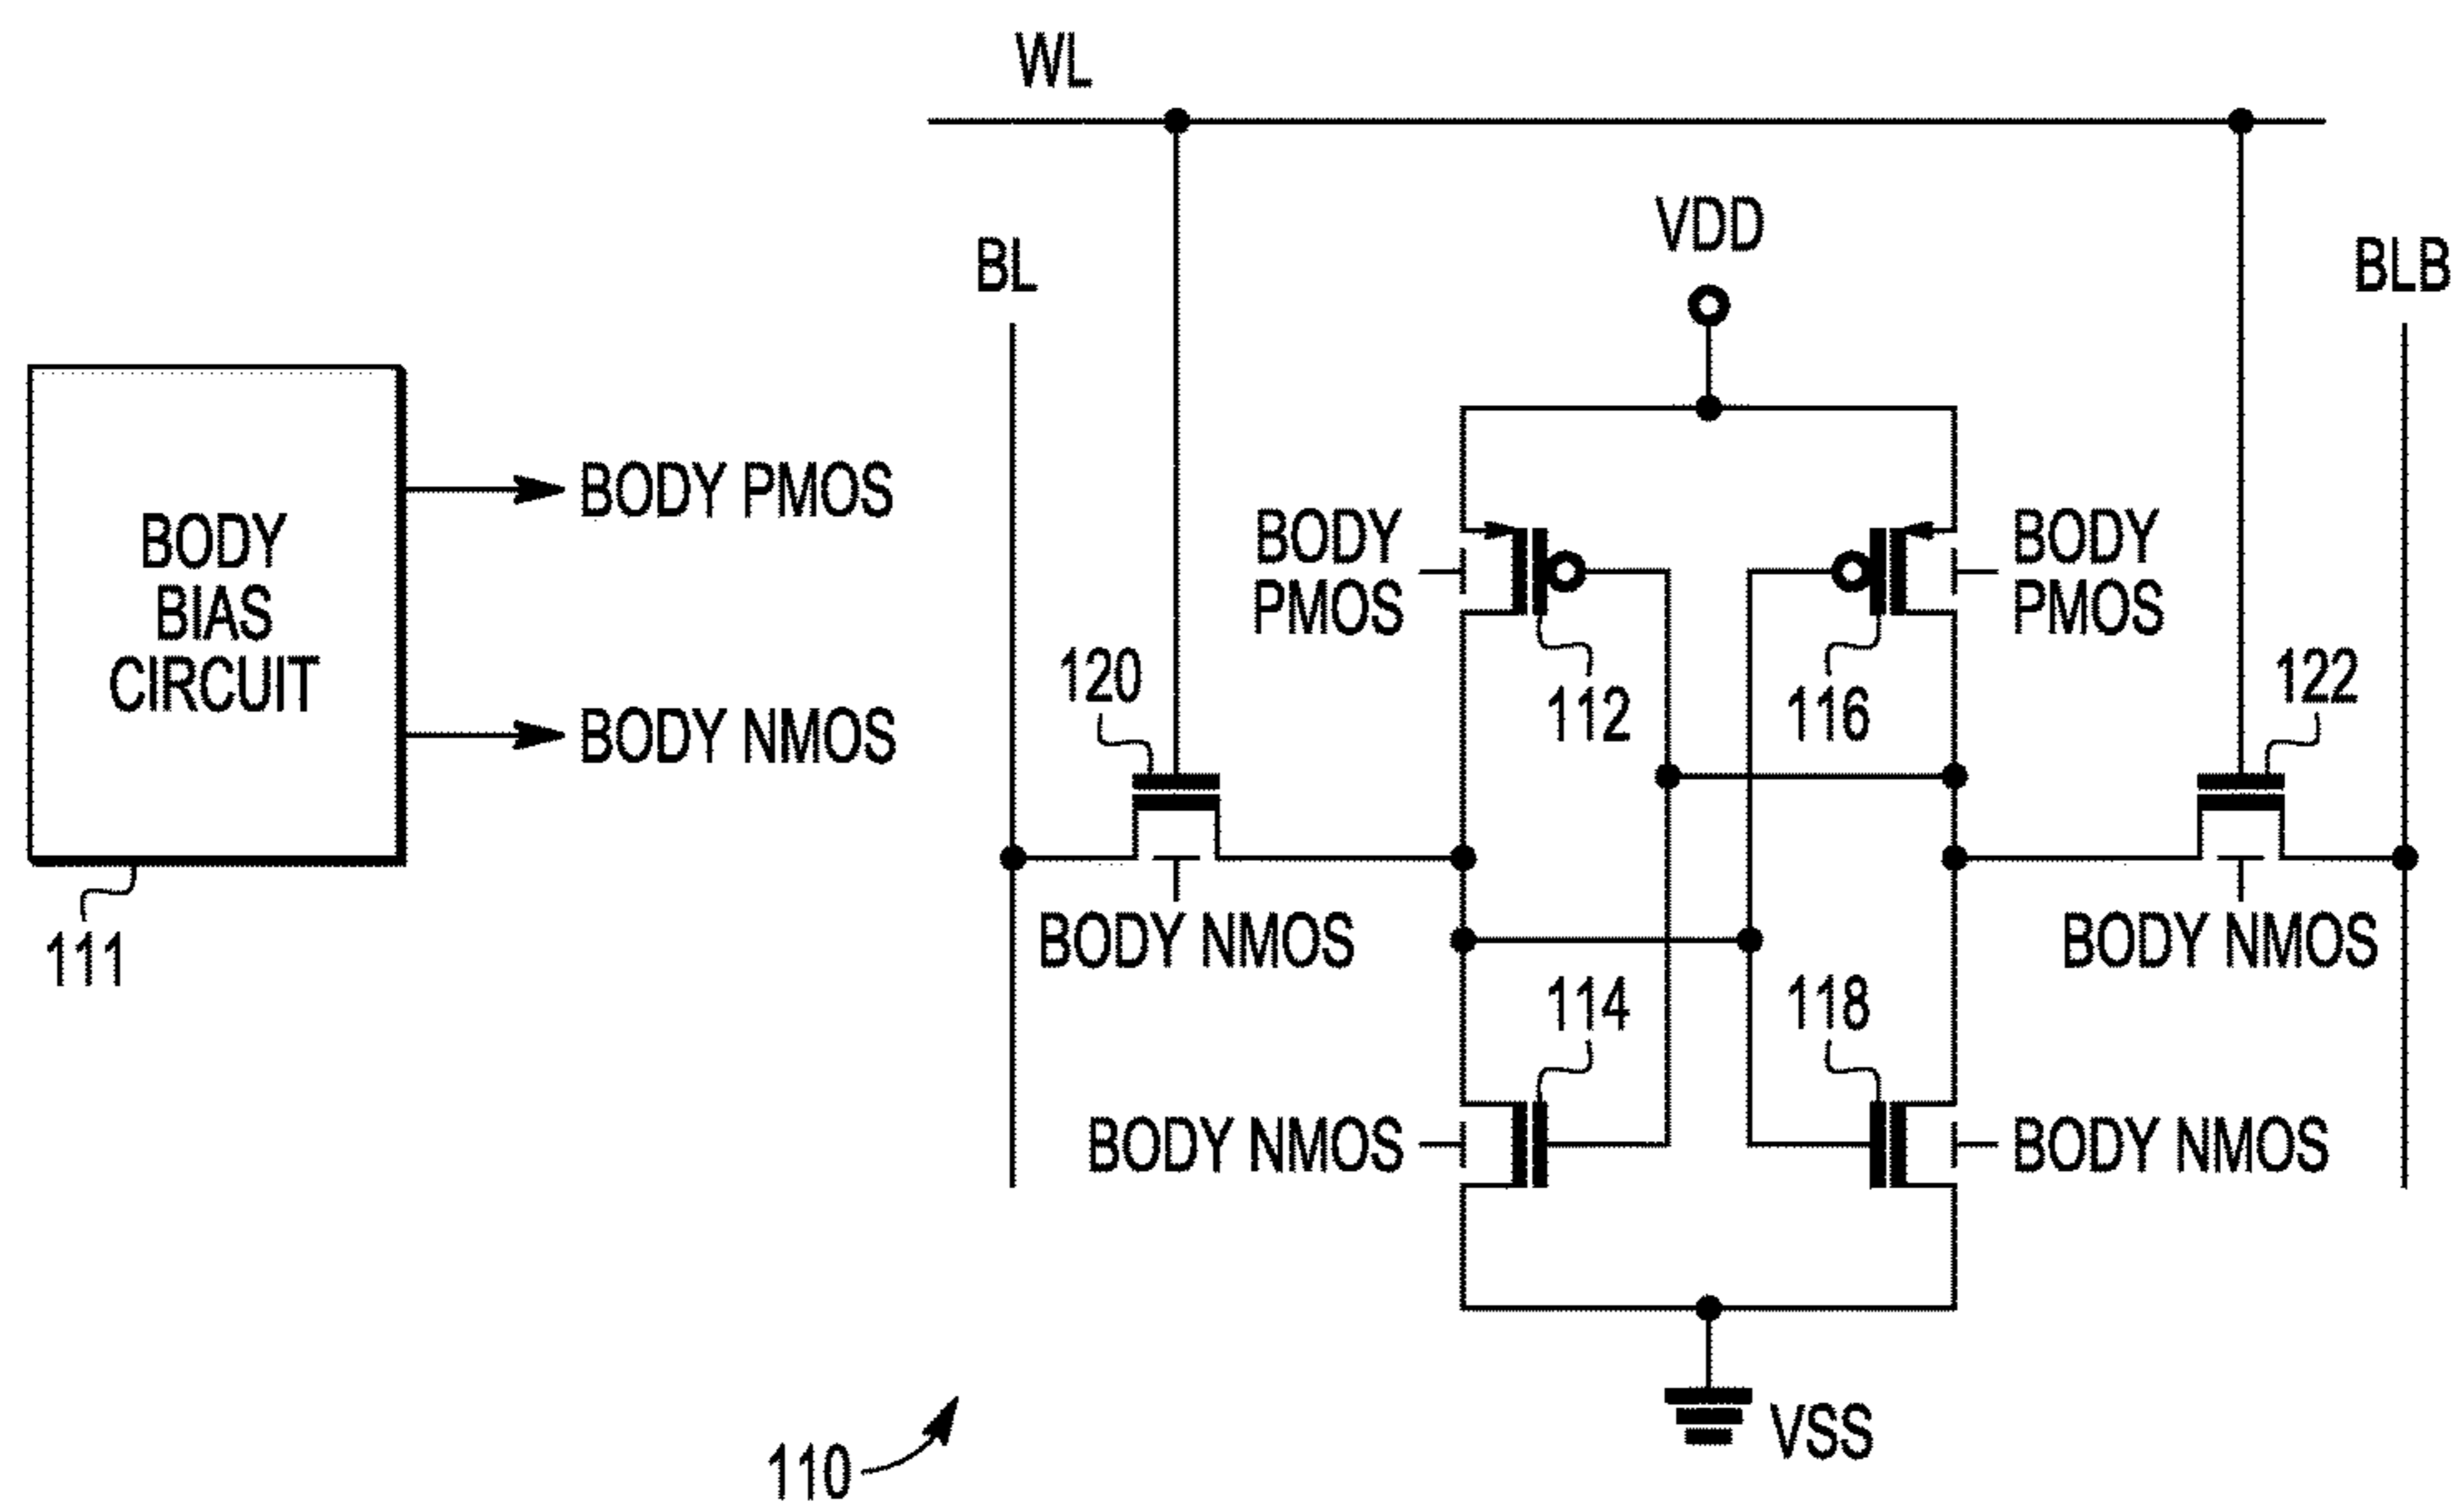 WL
VDD
BL
BLB
BODY
BIAS
CIRCUIT
BODY PMOS
BODY NMOS
111
BODY
PMOS
BODY
PMOS
120
112
116
122
BODY NMOS
BODY NMOS
114
118
BODY NMOS
BODY NMOS
VSS
110